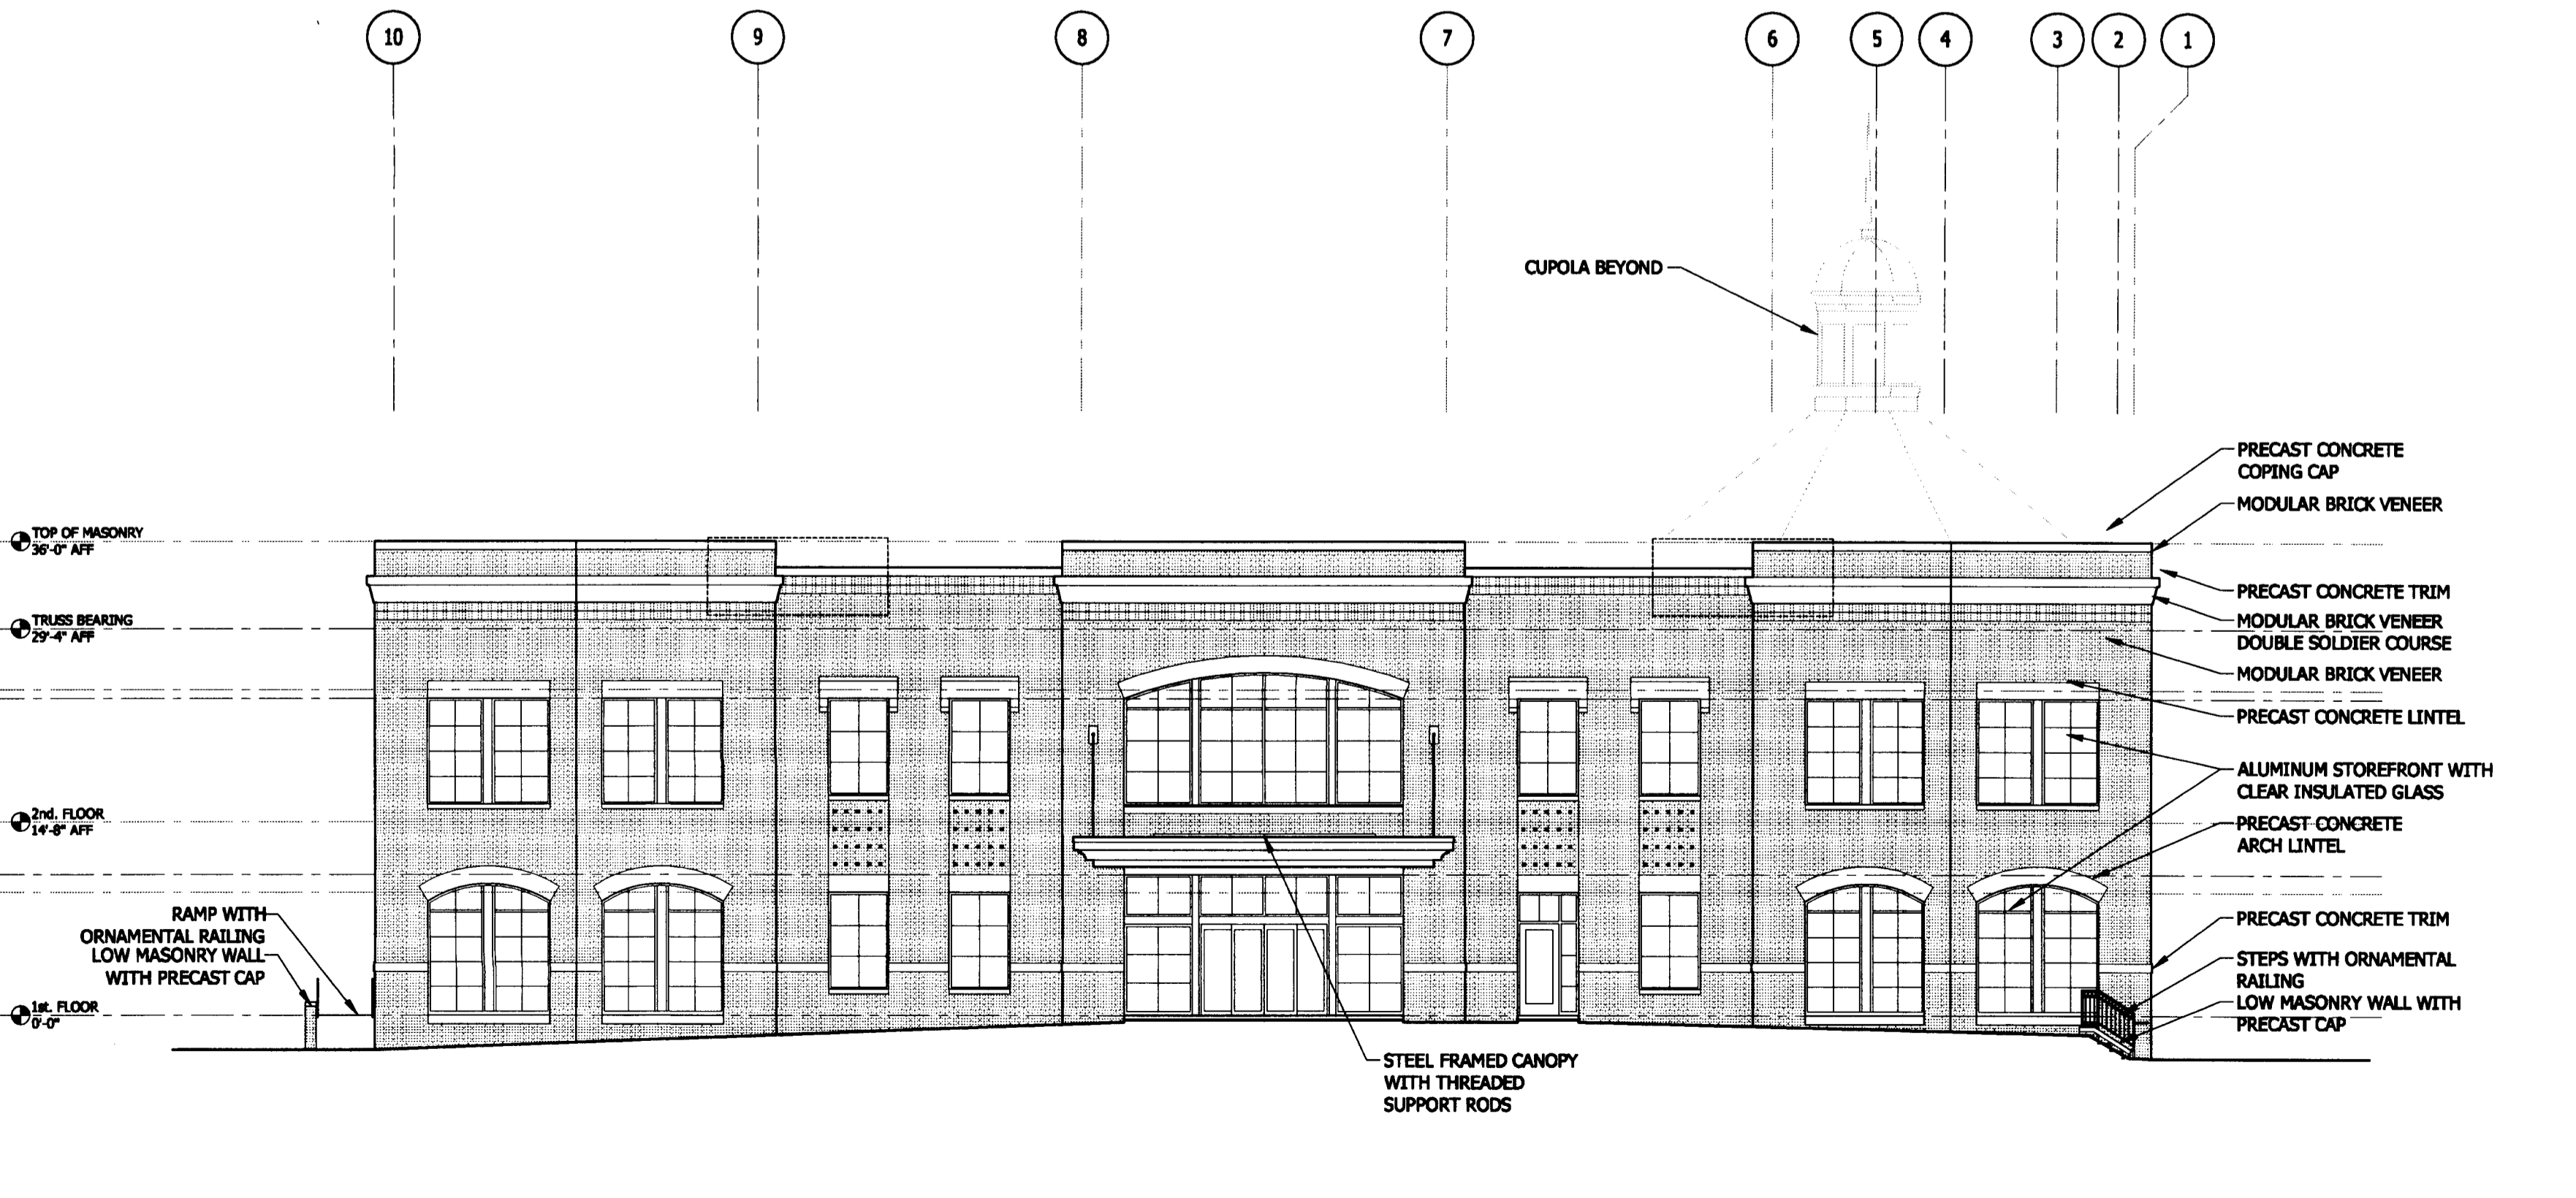 10
9
8
7
6
5
4
3
2
1
CUPOLA BEYOND
PRECAST CONCRETE
COPING CAP
MODULAR BRICK VENEER
TOP OF MASONRY
36'-0" AFF
PRECAST CONCRETE TRIM
TRUSS BEARING
29'-4" AFF
MODULAR BRICK VENEER
DOUBLE SOLDIER COURSE
MODULAR BRICK VENEER
PRECAST CONCRETE LINTEL
ALUMINUM STOREFRONT WITH
CLEAR INSULATED GLASS
2nd. FLOOR
14'-8" AFF
PRECAST CONCRETE
ARCH LINTEL
RAMP WITH
ORNAMENTAL RAILING
LOW MASONRY WALL
WITH PRECAST CAP
PRECAST CONCRETE TRIM
STEPS WITH ORNAMENTAL
RAILING
LOW MASONRY WALL WITH
PRECAST CAP
1st. FLOOR
0'-0"
STEEL FRAMED CANOPY
WITH THREADED
SUPPORT RODS